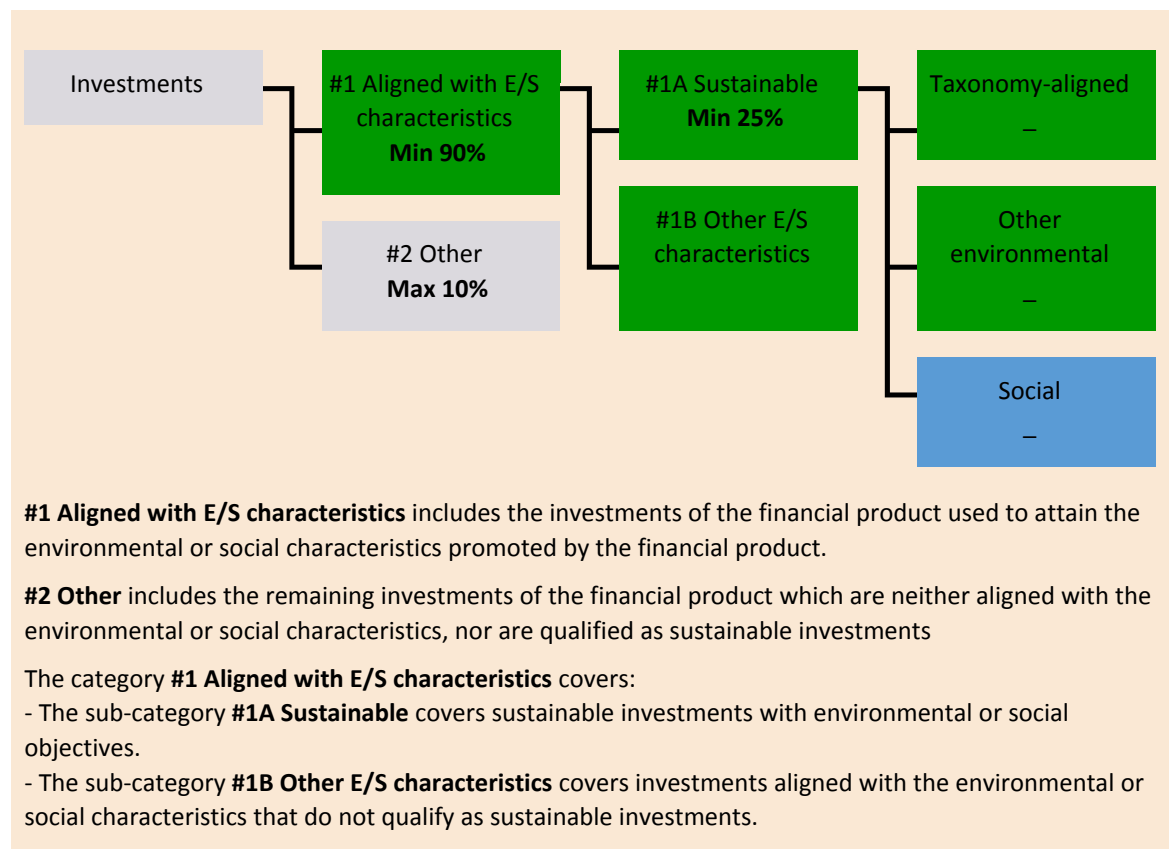 Investments
#1 Aligned with E/S
characteristics
Min 90%
#2 Other
Max 10%
#1A Sustainable
Min 25%
#1B Other E/S
characteristics
Taxonomy-aligned
–
Other
environmental
–
Social
–
#1 Aligned with E/S characteristics includes the investments of the financial product used to attain the
environmental or social characteristics promoted by the financial product.
#2 Other includes the remaining investments of the financial product which are neither aligned with the
environmental or social characteristics, nor are qualified as sustainable investments
The category #1 Aligned with E/S characteristics covers:
- The sub-category #1A Sustainable covers sustainable investments with environmental or social
objectives.
- The sub-category #1B Other E/S characteristics covers investments aligned with the environmental or
social characteristics that do not qualify as sustainable investments.